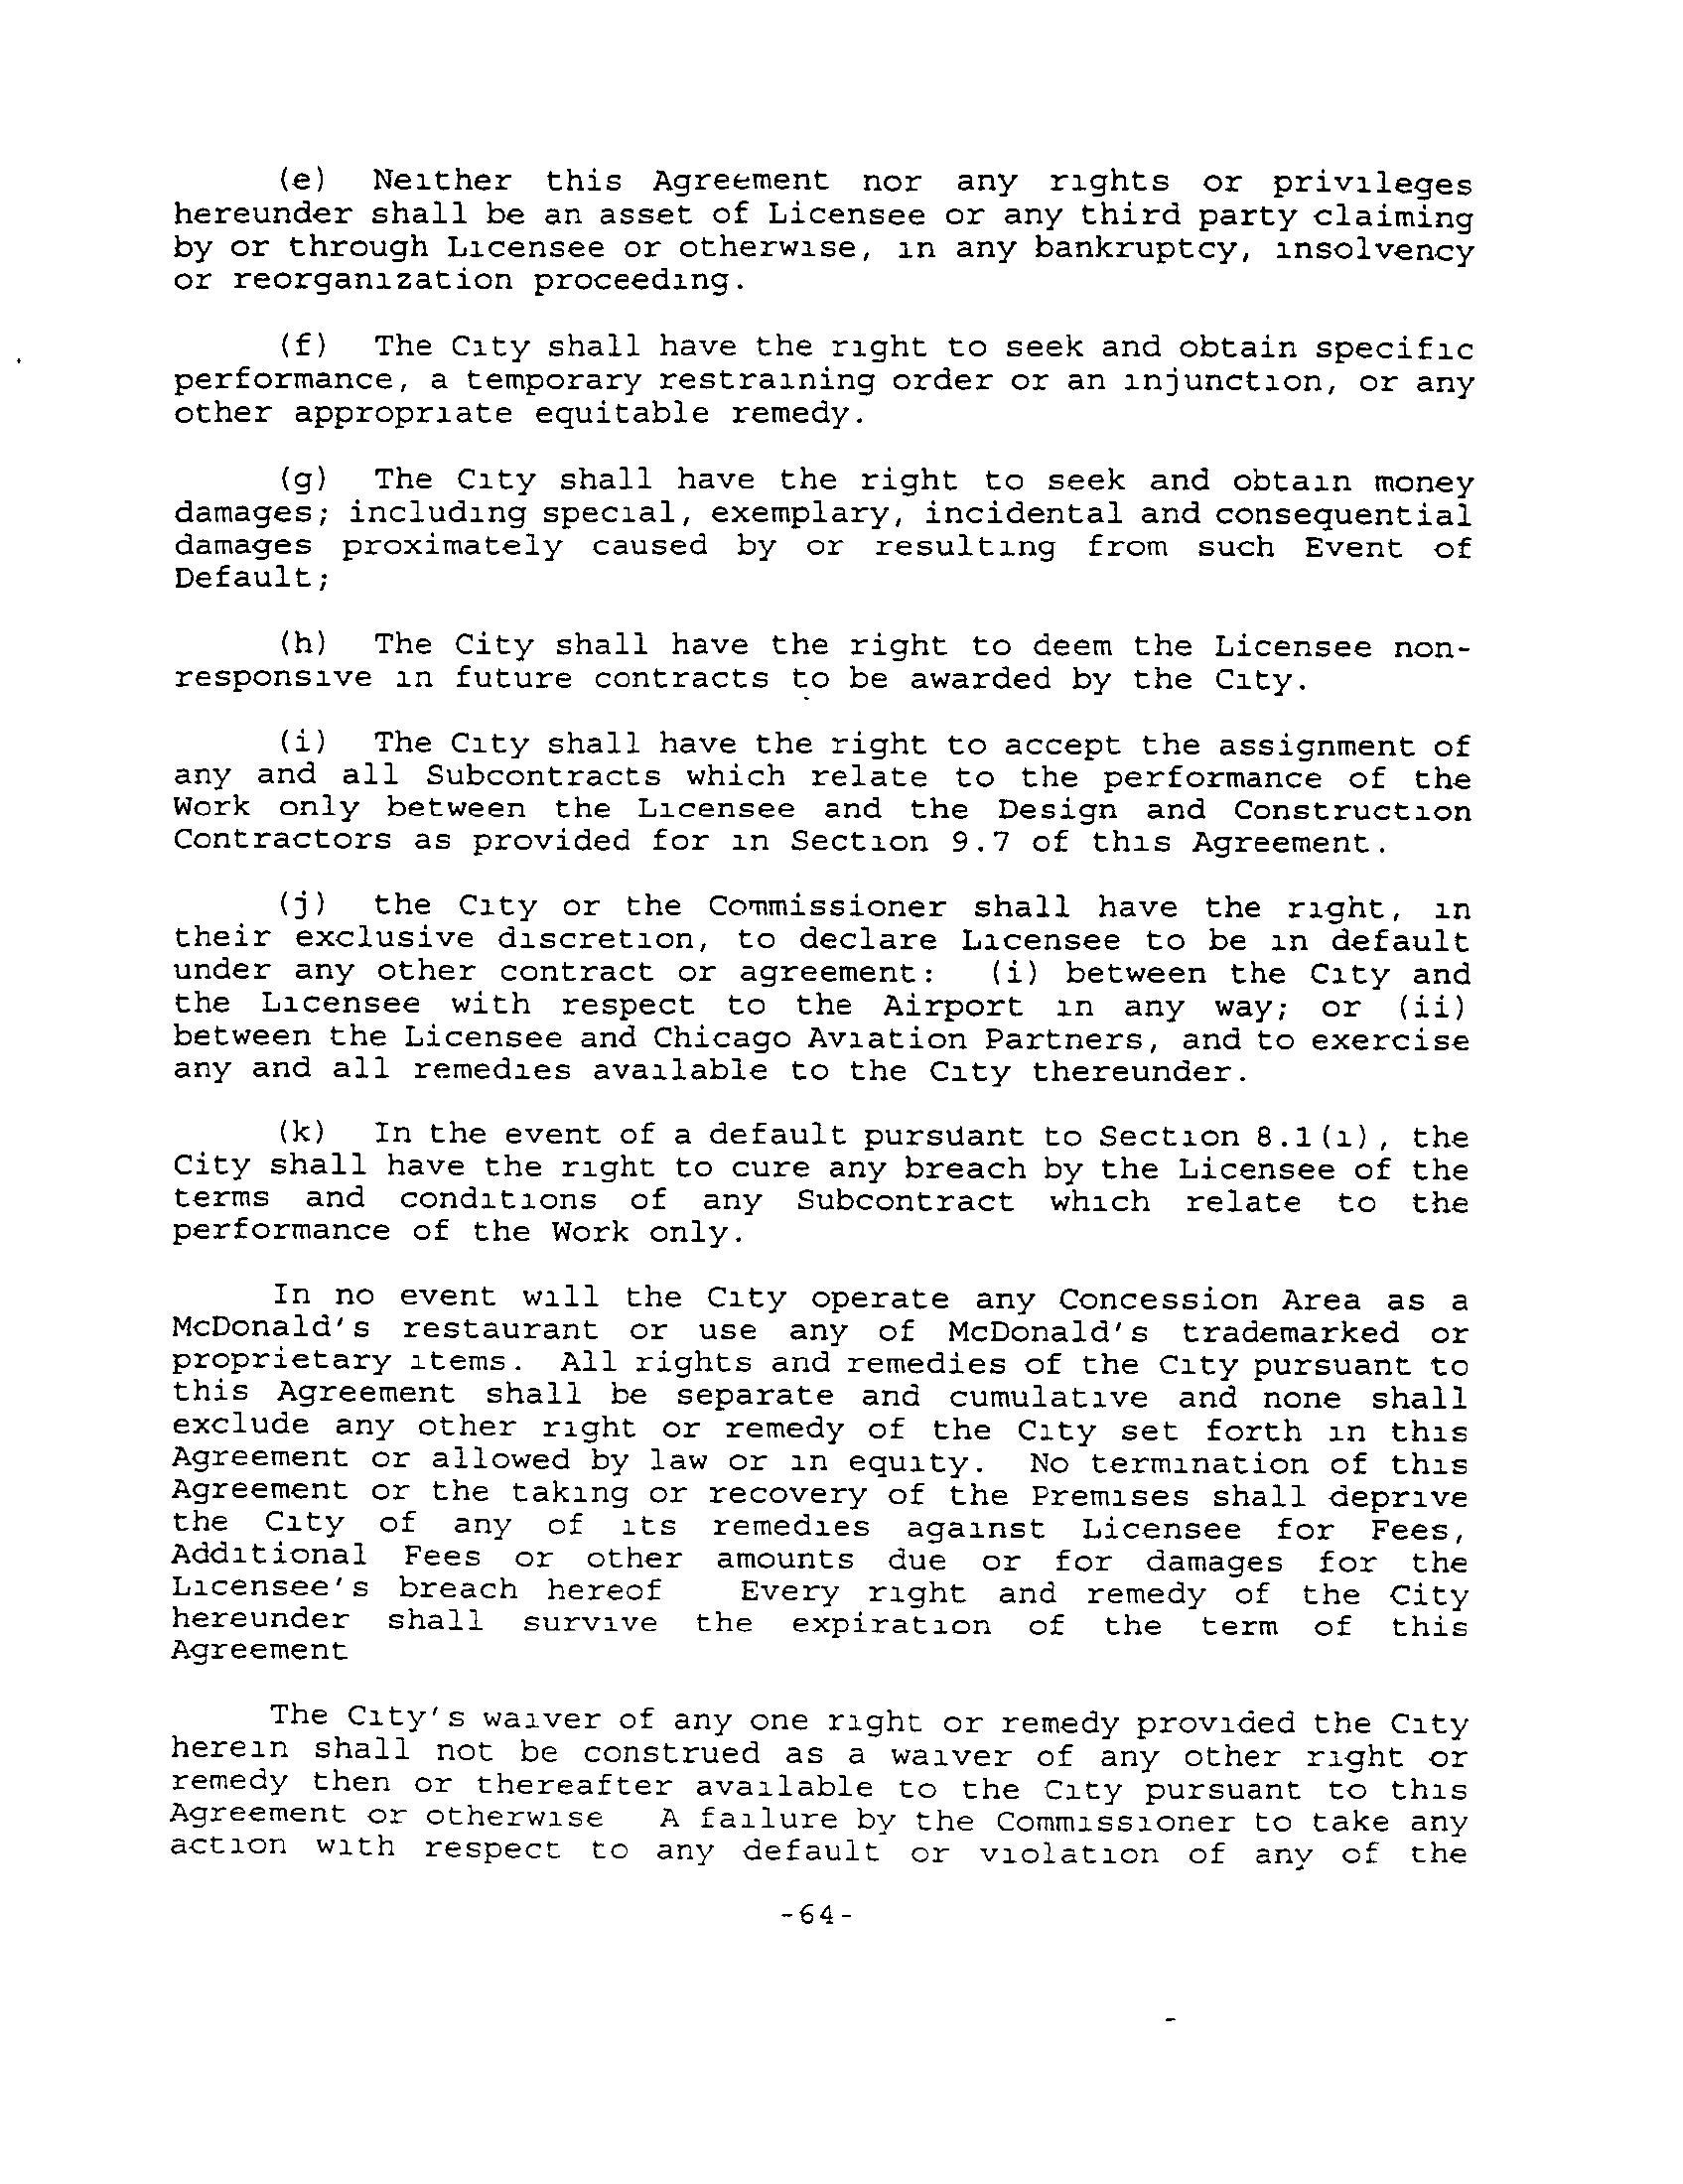 (e) Neither this Agreement nor any rights or privileges
hereunder shall be an asset of Licensee or any third party claiming
by or through Licensee or otherwise, in any bankruptcy, insolvency
or reorganization proceeding.
(f) The City shall have the right to seek and obtain specific
performance, a temporary restraining order or an injunction, or any
other appropriate equitable remedy.
(g) The City shall have the right to seek and obtain money
damages; including special, exemplary, incidental and consequential
damages proximately caused by or resulting from such Event of
Default;
(h) The City shall have the right to deem the Licensee non-
responsive in future contracts to be awarded by the City.
(i) The City shall have the right to accept the assignment of
any and all Subcontracts which relate to the performance of the
Work only between the Licensee and the Design and Construction
Contractors as provided for in Section 9.7 of this Agreement.
(j) the City or the Commissioner shall have the right, in
their exclusive discretion, to declare Licensee to be in default
under any other contract or agreement: (i) between the City and
the Licensee with respect to the Airport in any way; or (ii)
between the Licensee and Chicago Aviation Partners, and to exercise
any and all remedies available to the City thereunder.
(k) In the event of a default pursuant to Section 8.1(i), the
City shall have the right to cure any breach by the Licensee of the
terms and conditions of any Subcontract which relate to the
performance of the Work only.
In no event will the City operate any Concession Area as a
McDonald's restaurant or use any of McDonald's trademarked or
proprietary items. All rights and remedies of the City pursuant to
this Agreement shall be separate and cumulative and none shall
exclude any other right or remedy of the City set forth in this
Agreement or allowed by law or in equity. No termination of this
Agreement or the taking or recovery of the Premises shall deprive
the City of any of its remedies against Licensee for Fees,
Additional Fees or other amounts due or for damages for the
Licensee's breach hereof Every right and remedy of the City
hereunder shall survive the expiration of the term of this
Agreement
The City's waiver of any one right or remedy provided the City
herein shall not be construed as a waiver of any other right or
remedy then or thereafter available to the City pursuant to this
Agreement or otherwise A failure by the Commissioner to take any
action with respect to any default or violation of any of the
-64-